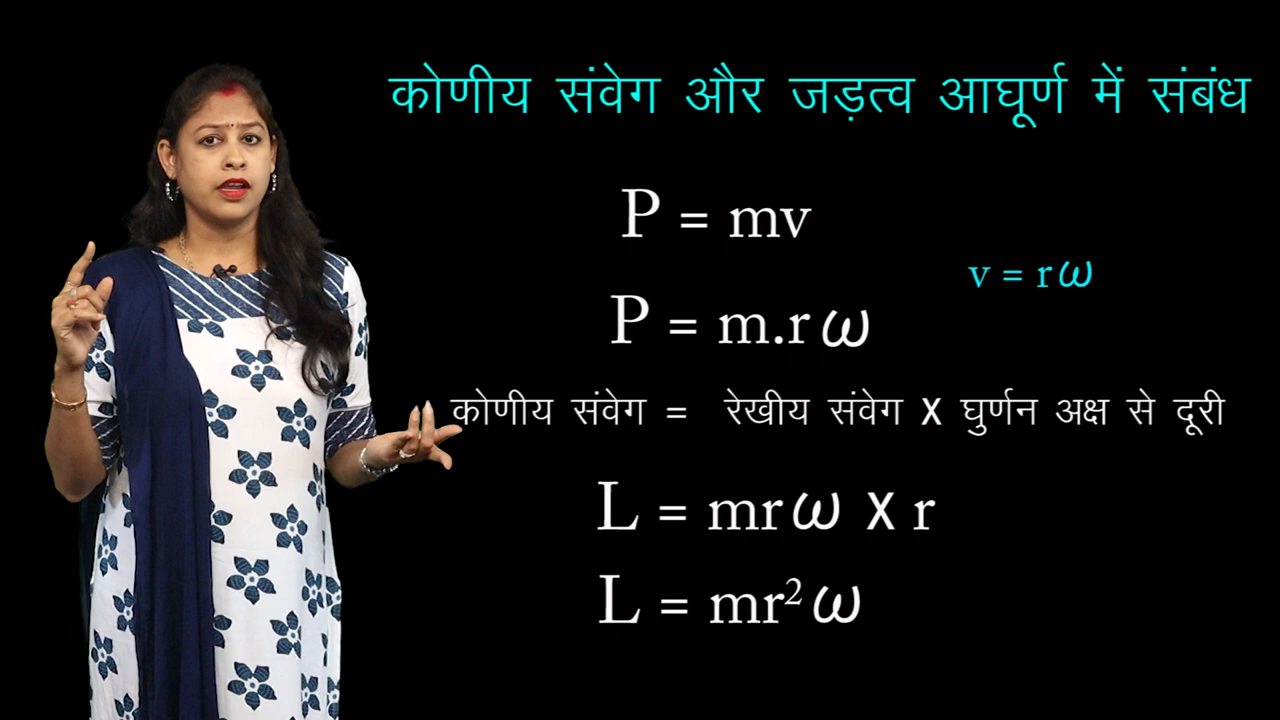 कोणीय संवेग और जड़त्व आघूर्ण में संबंध
P = mv
v = rω
P = m.rω
कोणीय संवेग = रेखीय संवेग X घुर्णन अक्ष से दूरी
L = mrω X r
L = mr²ω